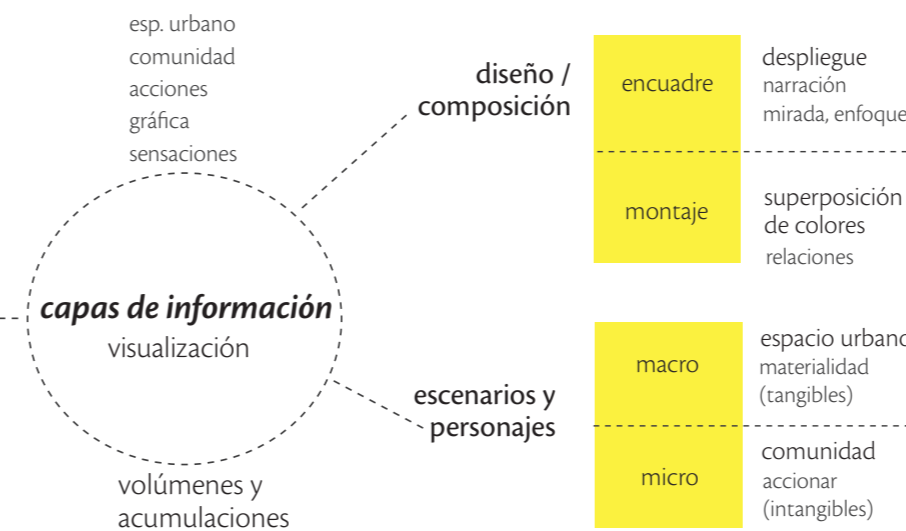 esp. urbano
comunidad
acciones
gráfica
sensaciones
capas de información
visualización
volúmenes y
acumulaciones
diseño /
composición
encuadre
despliegue
narración
mirada, enfoque
montaje
superposición
de colores
relaciones
escenarios y
personajes
macro
espacio urbano
materialidad
(tangibles)
micro
comunidad
accionar
(intangibles)